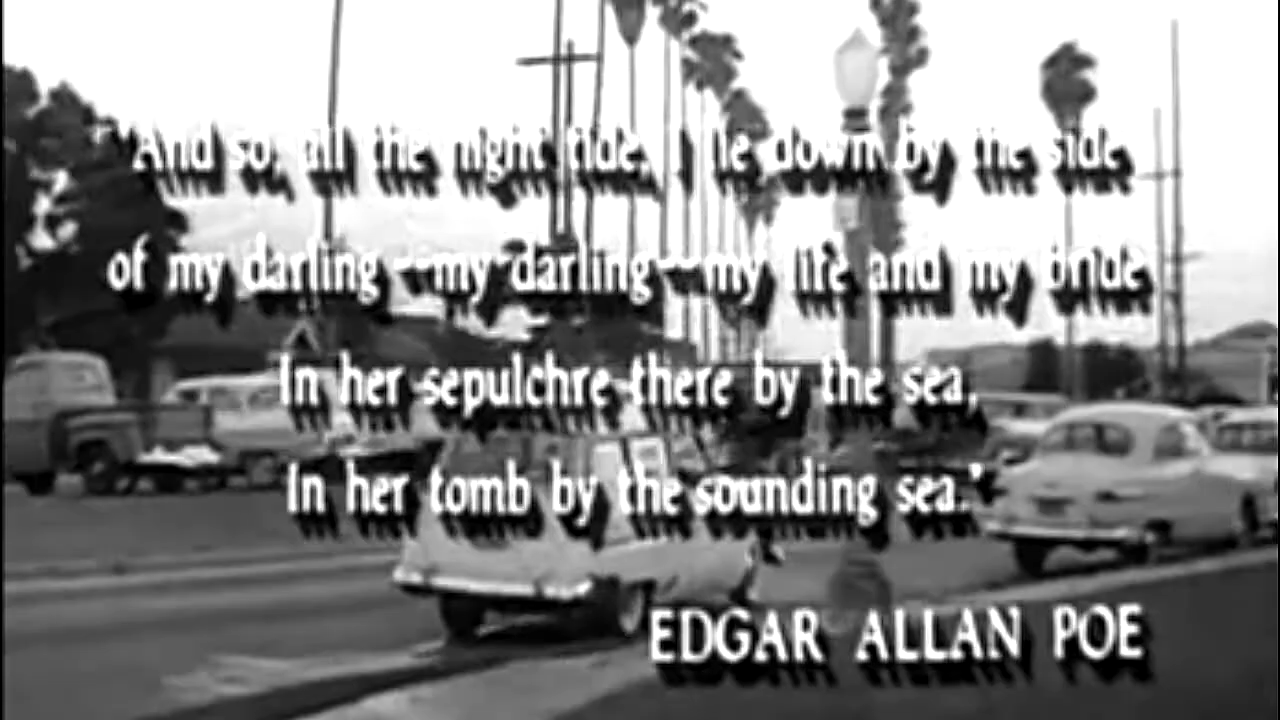 "And so, all the night tide, I lie down by the side
of my darling--my darling--my life and my bride
In her sepulchre there by the sea,
In her tomb by the sounding sea."
EDGAR ALLAN POE